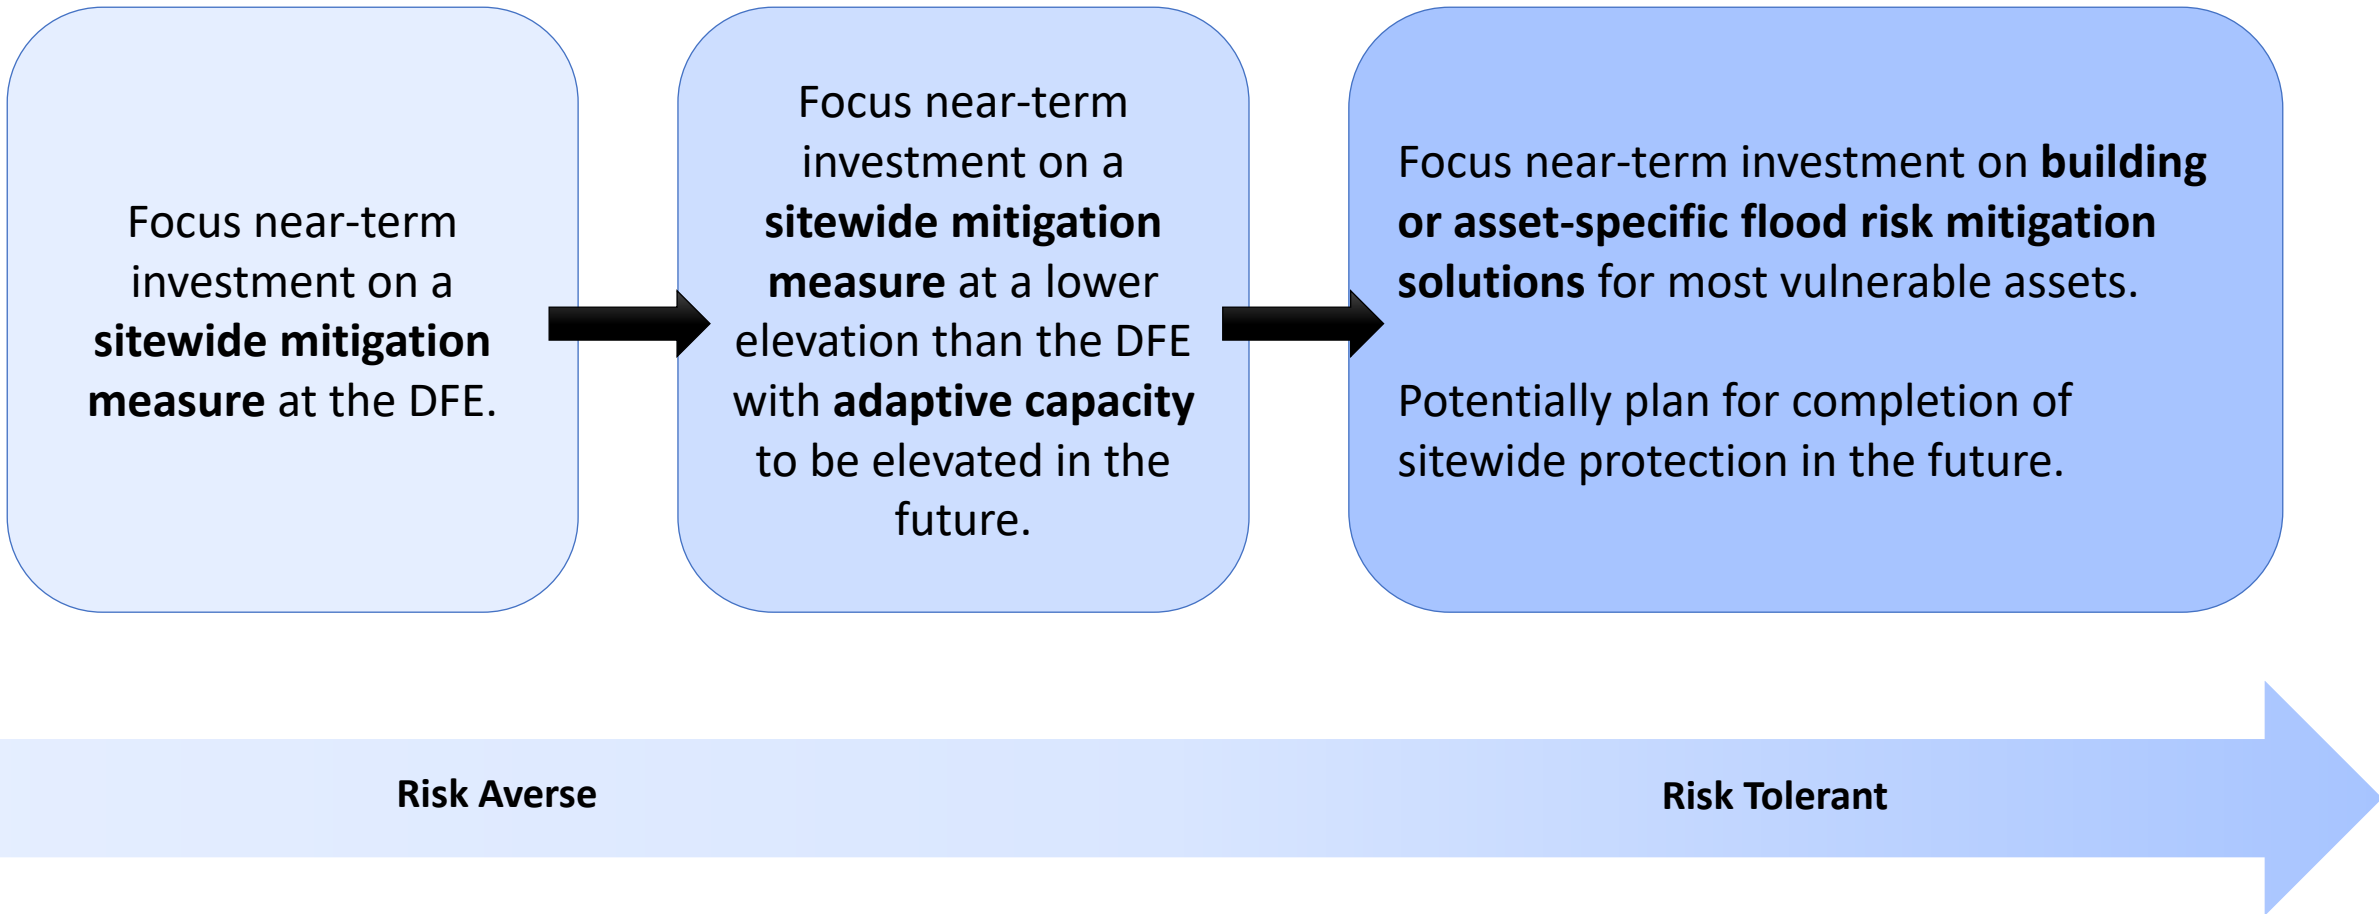 Focus near-term
investment on a
sitewide mitigation
measure at the DFE.
Focus near-term
investment on a
sitewide mitigation
measure at a lower
elevation than the DFE
with adaptive capacity
to be elevated in the
future.
Focus near-term investment on building
or asset-specific flood risk mitigation
solutions for most vulnerable assets.
Potentially plan for completion of
sitewide protection in the future.
Risk Averse
Risk Tolerant